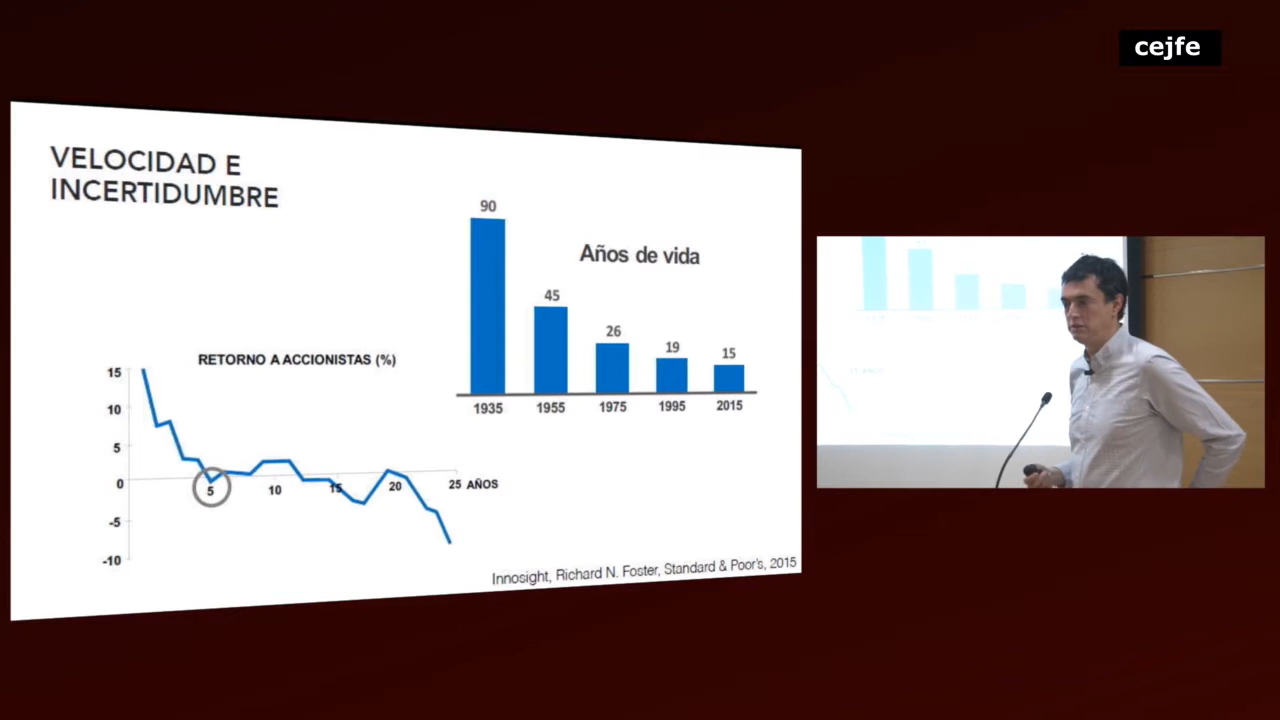 cejfe
VELOCIDAD E
INCERTIDUMBRE
90
Años de vida
45
26
19
15
1935
1955
1975
1995
2015
RETORNO A ACCIONISTAS (%)
15
10
5
0
-5
-10
5
10
15
20
25 AÑOS
Innosight, Richard N. Foster, Standard & Poor's, 2015